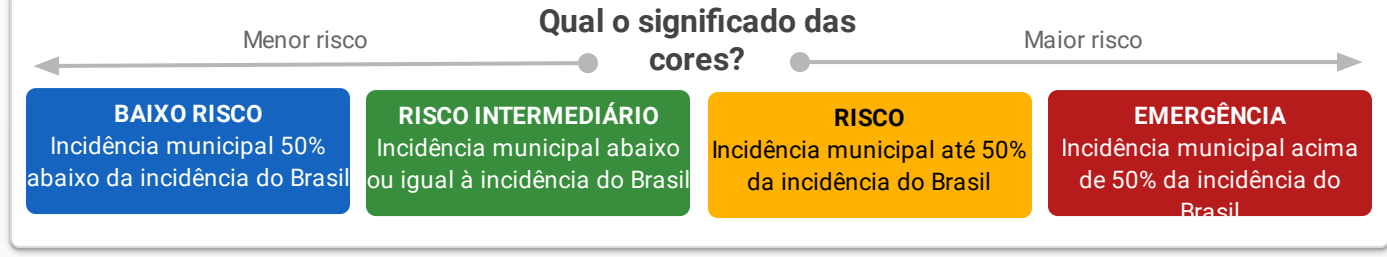 Qual o significado das
cores?
Menor risco
Maior risco
BAIXO RISCO
Incidência municipal 50%
abaixo da incidência do Brasil
RISCO INTERMEDIÁRIO
Incidência municipal abaixo
ou igual à incidência do Brasil
RISCO
Incidência municipal até 50%
da incidência do Brasil
EMERGÊNCIA
Incidência municipal acima
de 50% da incidência do
Brasil